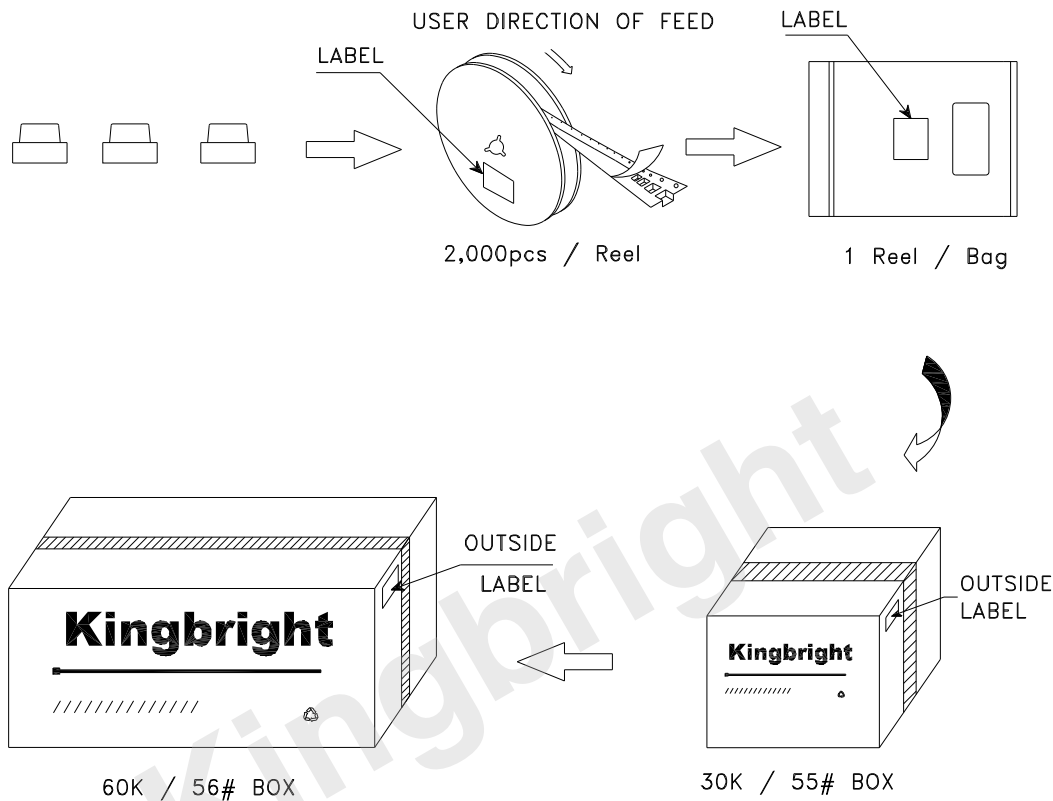 USER DIRECTION OF FEED
LABEL
LABEL
2,000pcs / Reel
1 Reel / Bag
OUTSIDE
LABEL
OUTSIDE
LABEL
Kingbright
Kingbright
60K / 56# BOX
30K / 55# BOX
Kingbright